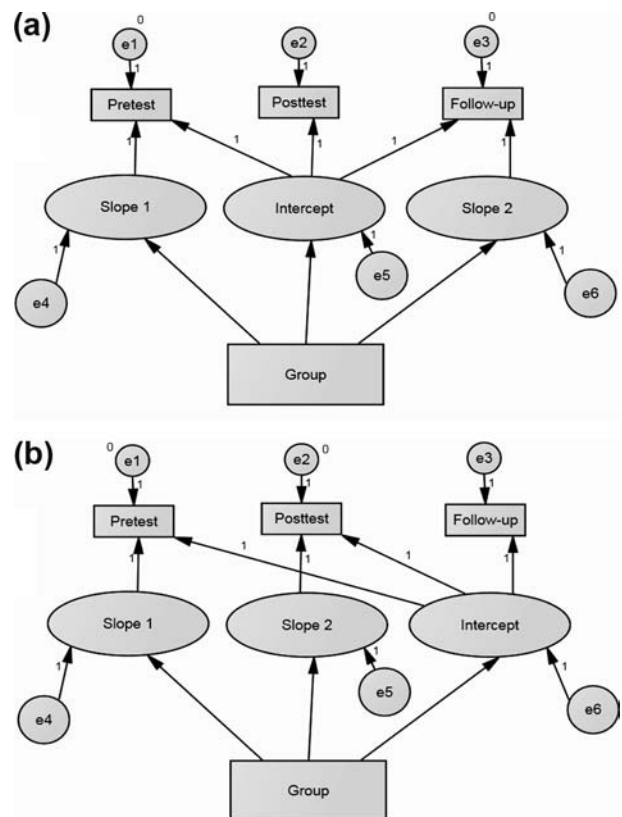 (a)
0 0
e1 e2 e3
1 1 1
Pretest Posttest Follow-up
1 1 1 1 1
Slope 1 Intercept Slope 2
1 1 1
e4 e5 e6
Group
(b)
0 0
e1 e2 e3
1 1 1
Pretest Posttest Follow-up
1 1 1 1 1
Slope 1 Slope 2 Intercept
1 1 1
e4 e5 e6
Group